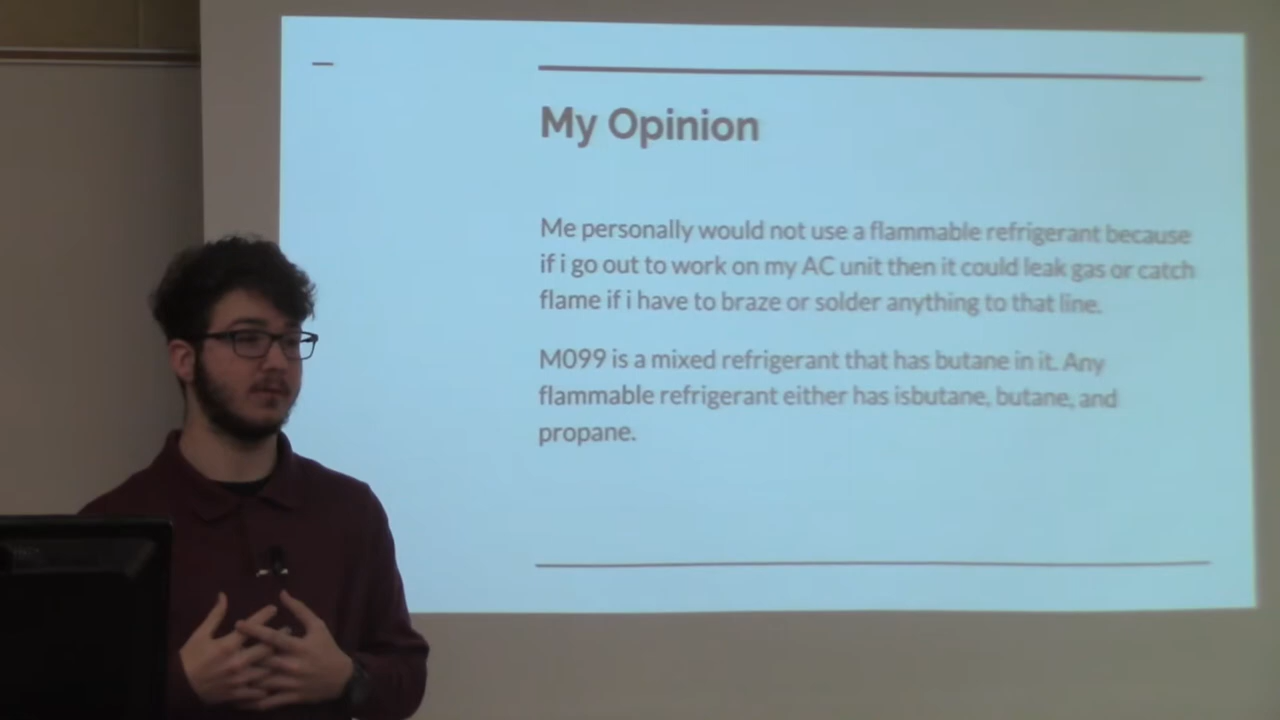 My Opinion
Me personally would not use a flammable refrigerant because
if i go out to work on my AC unit then it could leak gas or catch
flame if i have to braze or solder anything to that line.
M099 is a mixed refrigerant that has butane in it. Any
flammable refrigerant either has isbutane, butane, and
propane.